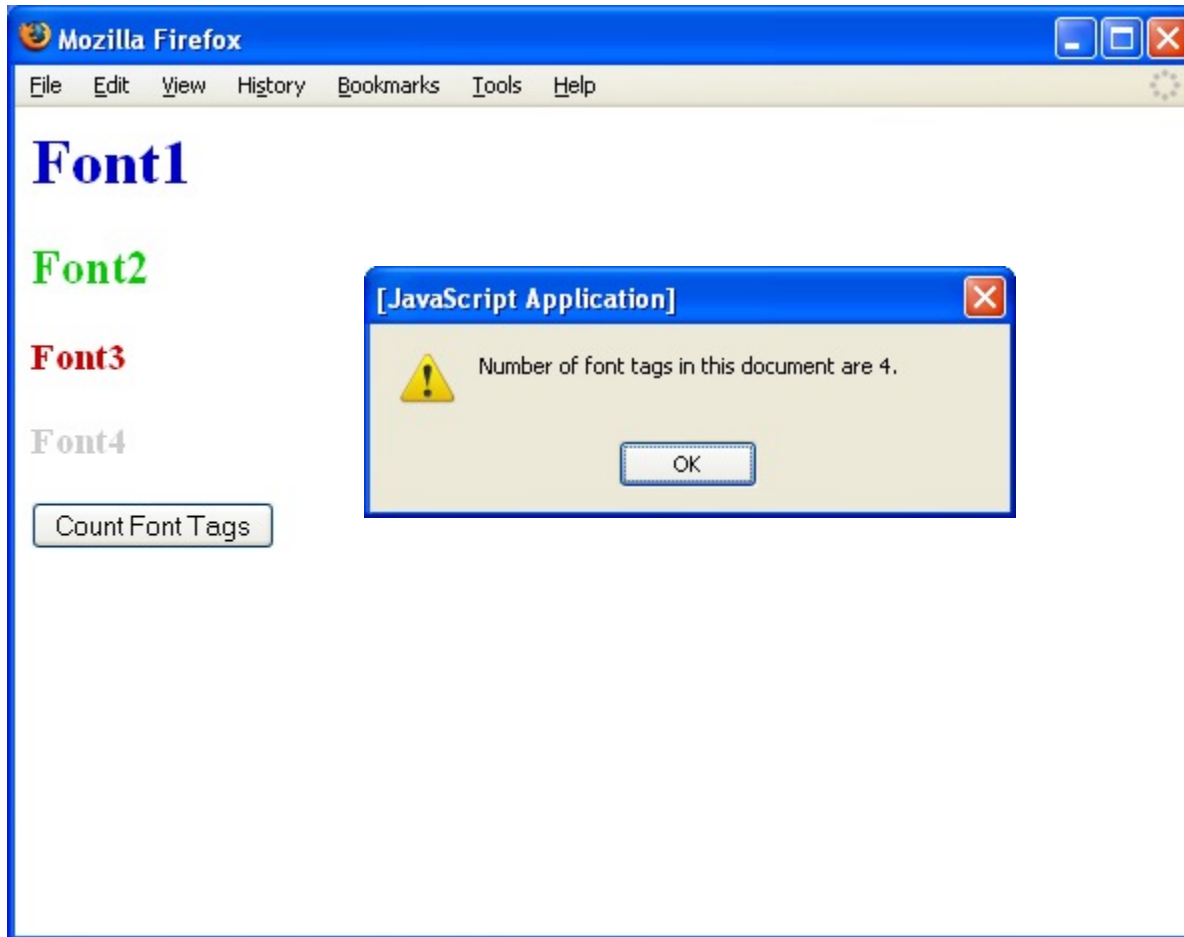 Mozilla Firefox
File Edit View History Bookmarks Tools Help
Font1
Font2
Font3
Font4
Count Font Tags
[JavaScript Application]
Number of font tags in this document are 4.
OK